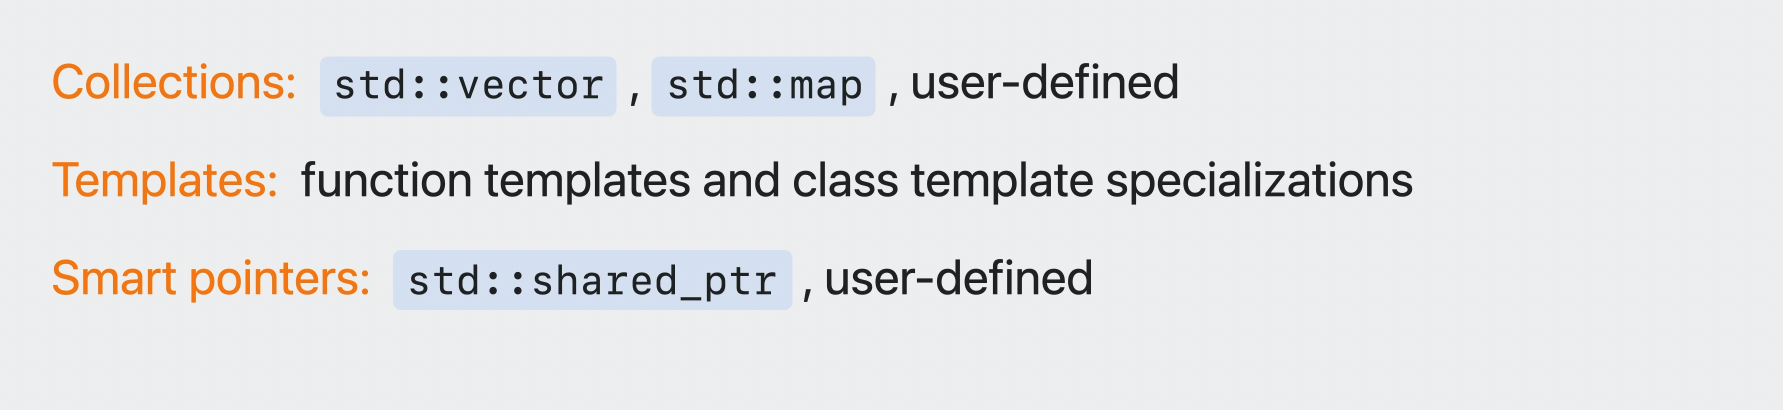 Collections: std::vector, std::map, user-defined
Templates: function templates and class template specializations
Smart pointers: std::shared_ptr, user-defined